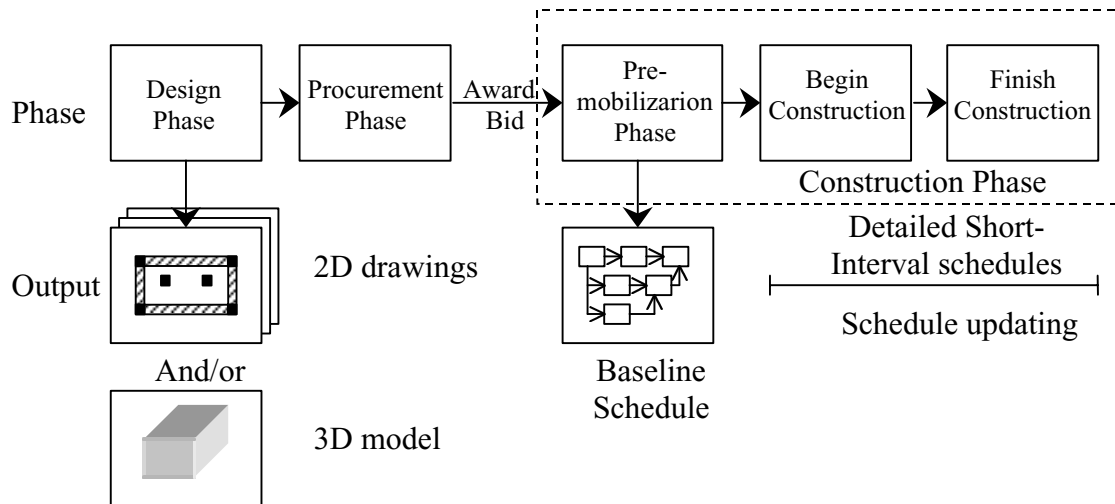 Phase
Design
Phase
Procurement
Phase
Award
Bid
Pre-
mobilizarion
Phase
Begin
Construction
Finish
Construction
Construction Phase
Output
2D drawings
And/or
3D model
Baseline
Schedule
Detailed Short-
Interval schedules
Schedule updating